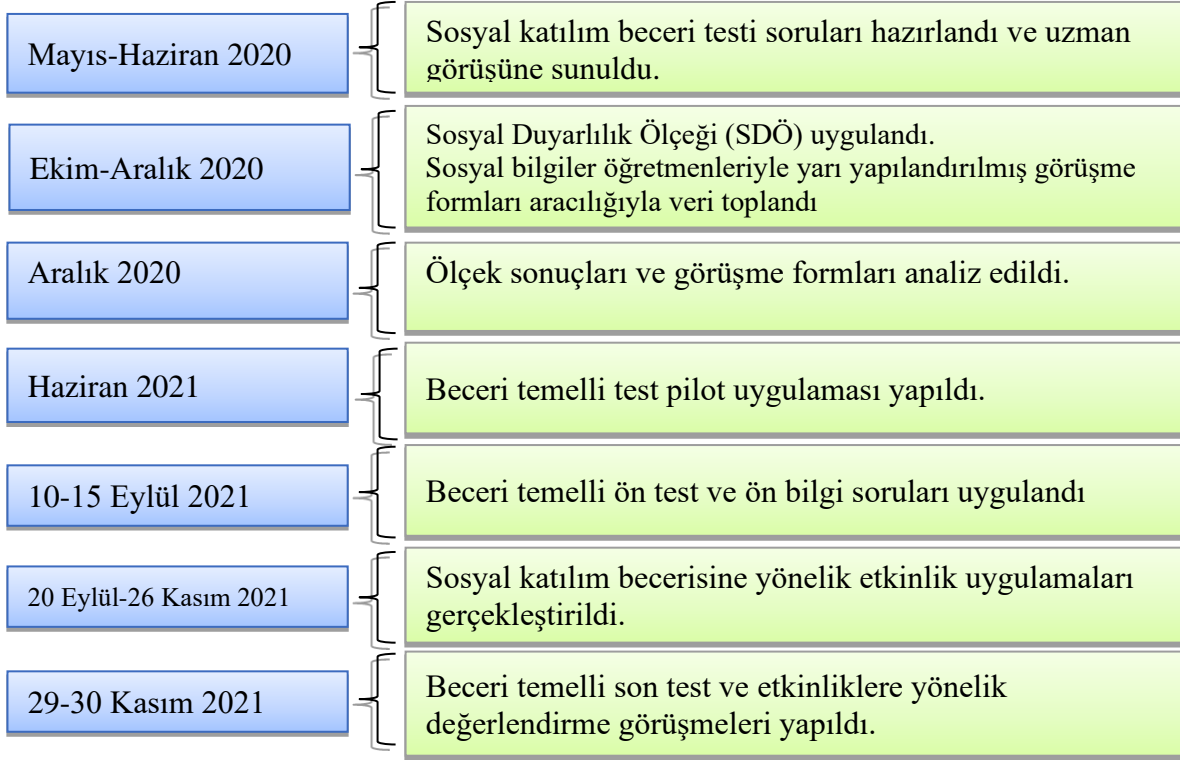 Mayıs-Haziran 2020
Sosyal katılım beceri testi soruları hazırlandı ve uzman
görüşüne sunuldu.
Ekim-Aralık 2020
Sosyal Duyarlılık Ölçeği (SDÖ) uygulandı.
Sosyal bilgiler öğretmenleriyle yarı yapılandırılmış görüşme
formları aracılığıyla veri toplandı
Aralık 2020
Ölçek sonuçları ve görüşme formları analiz edildi.
Haziran 2021
Beceri temelli test pilot uygulaması yapıldı.
10-15 Eylül 2021
Beceri temelli ön test ve ön bilgi soruları uygulandı
20 Eylül-26 Kasım 2021
Sosyal katılım becerisine yönelik etkinlik uygulamaları
gerçekleştirildi.
29-30 Kasım 2021
Beceri temelli son test ve etkinliklere yönelik
değerlendirme görüşmeleri yapıldı.